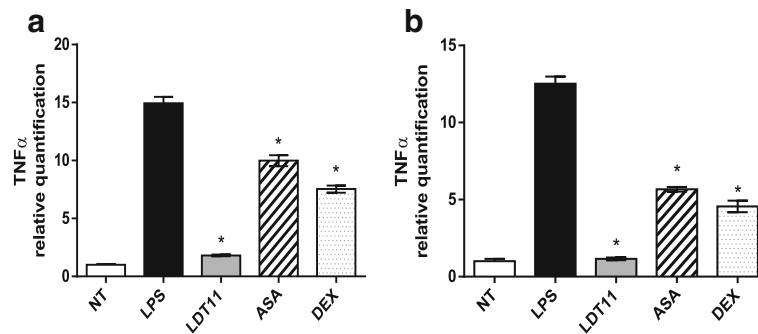 a
TNFα
relative quantification
20
15
10
5
0
*
*
*
NT
LPS
LDT11
ASA
DEX
b
TNFα
relative quantification
15
10
5
0
*
*
*
NT
LPS
LDT11
ASA
DEX